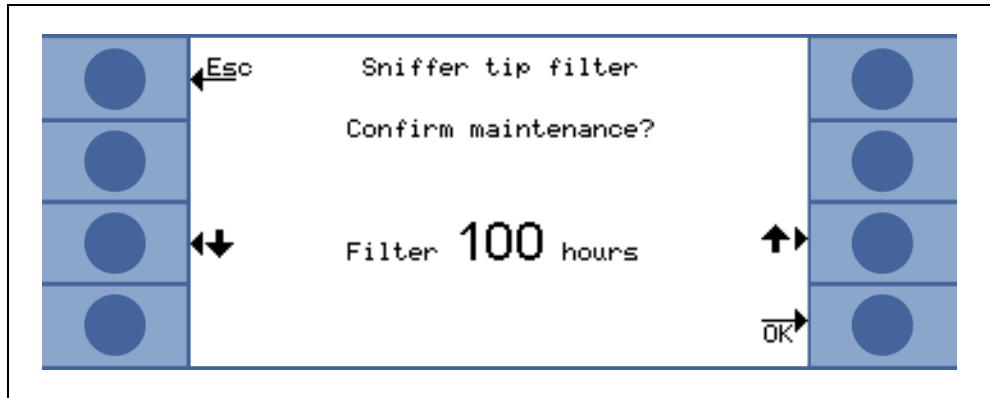 Esc Sniffer tip filter
Confirm maintenance?
Filter 100 hours
OK